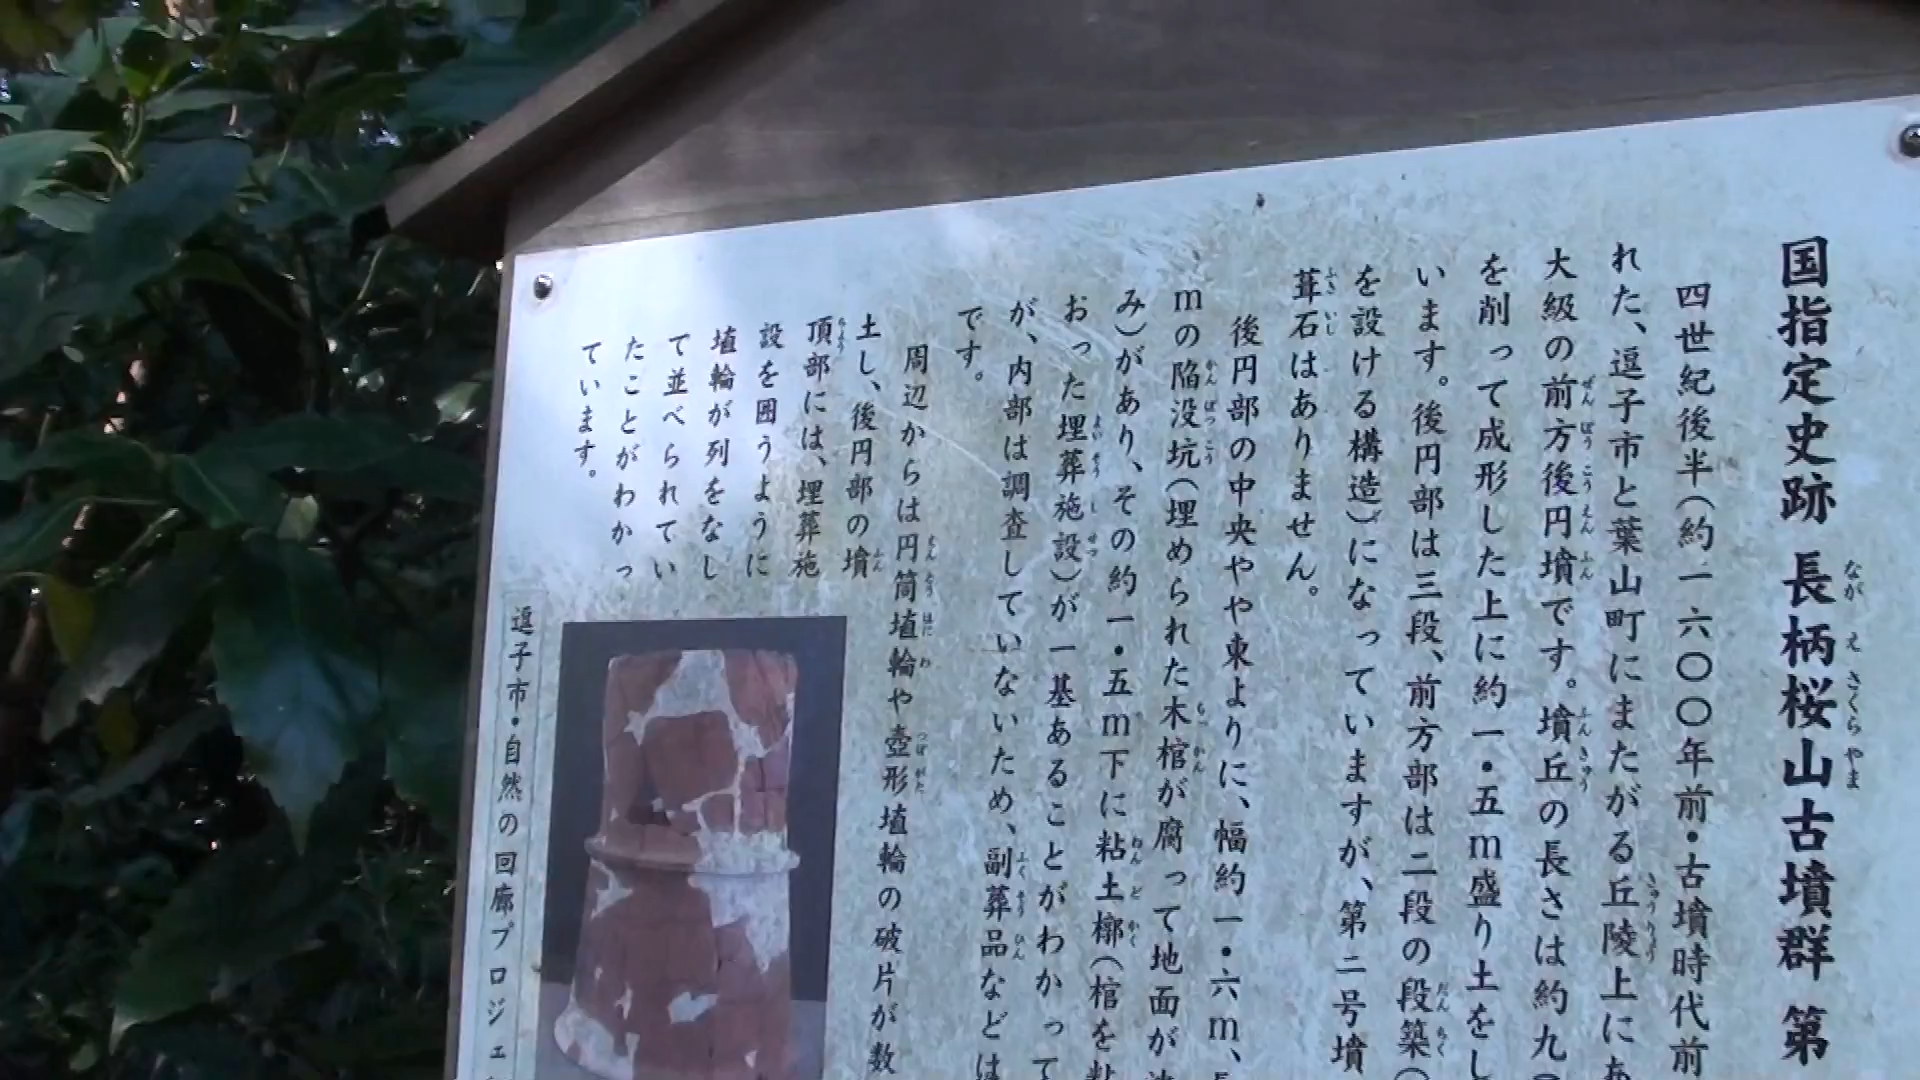 国指定史跡 長柄桜山古墳群 第
四世紀後半(約一六〇〇年前・古墳時代前
れた、逗子市と葉山町にまたがる丘陵上にあ
大級の前方後円墳です。墳丘の長さは約九
を削って成形した上に約一・五m盛り土をし
います。後円部は三段、前方部は二段の段築(
を設ける構造)になっていますが、第二号墳
葺石はありません。
後円部の中央やや東よりに、幅約一・六m、長
mの陥没坑(埋められた木棺が腐って地面が
み)があり、その約一・五m下に粘土槨(棺を粘
おった埋葬施設)が一基あることがわかって
が、内部は調査していないため、副葬品などは
です。
周辺からは円筒埴輪や壺形埴輪の破片が数
土し、後円部の墳
頂部には、埋葬施
設を囲うように
埴輪が列をなし
て並べられてい
たことがわかっ
ています。
逗子市・自然の回廊プロジェ